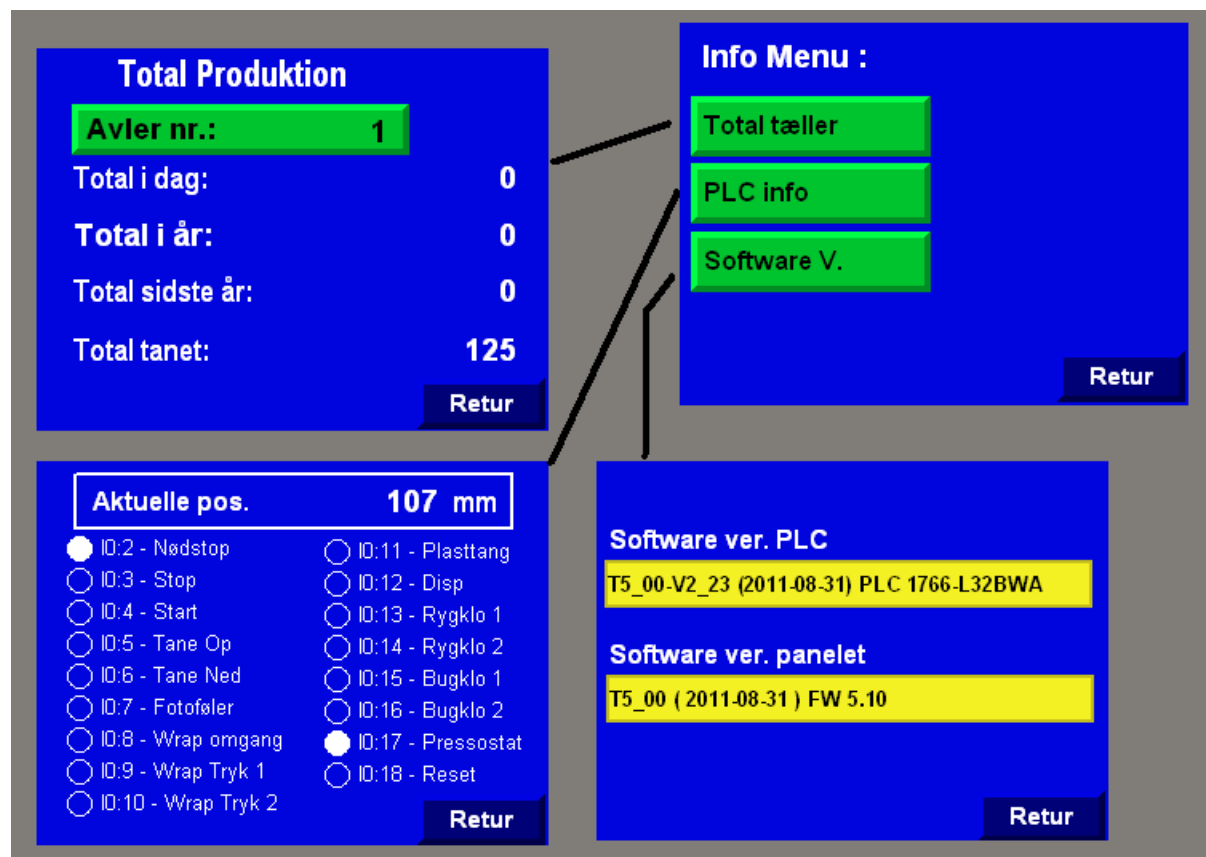 Total Produktion
Avler nr.: 1
Total i dag: 0
Total i år: 0
Total sidste år: 0
Total tanet: 125
Retur
Info Menu :
Total tæller
PLC info
Software V.
Retur
Aktuelle pos. 107 mm
I0:2 - Nødstop
I0:3 - Stop
I0:4 - Start
I0:5 - Tane Op
I0:6 - Tane Ned
I0:7 - Fotoføler
I0:8 - Wrap omgang
I0:9 - Wrap Tryk 1
I0:10 - Wrap Tryk 2
I0:11 - Plasttang
I0:12 - Disp
I0:13 - Rygklo 1
I0:14 - Rygklo 2
I0:15 - Bugklo 1
I0:16 - Bugklo 2
I0:17 - Pressostat
I0:18 - Reset
Retur
Software ver. PLC
T5_00-V2_23 (2011-08-31) PLC 1766-L32BWA
Software ver. panelet
T5_00 ( 2011-08-31 ) FW 5.10
Retur